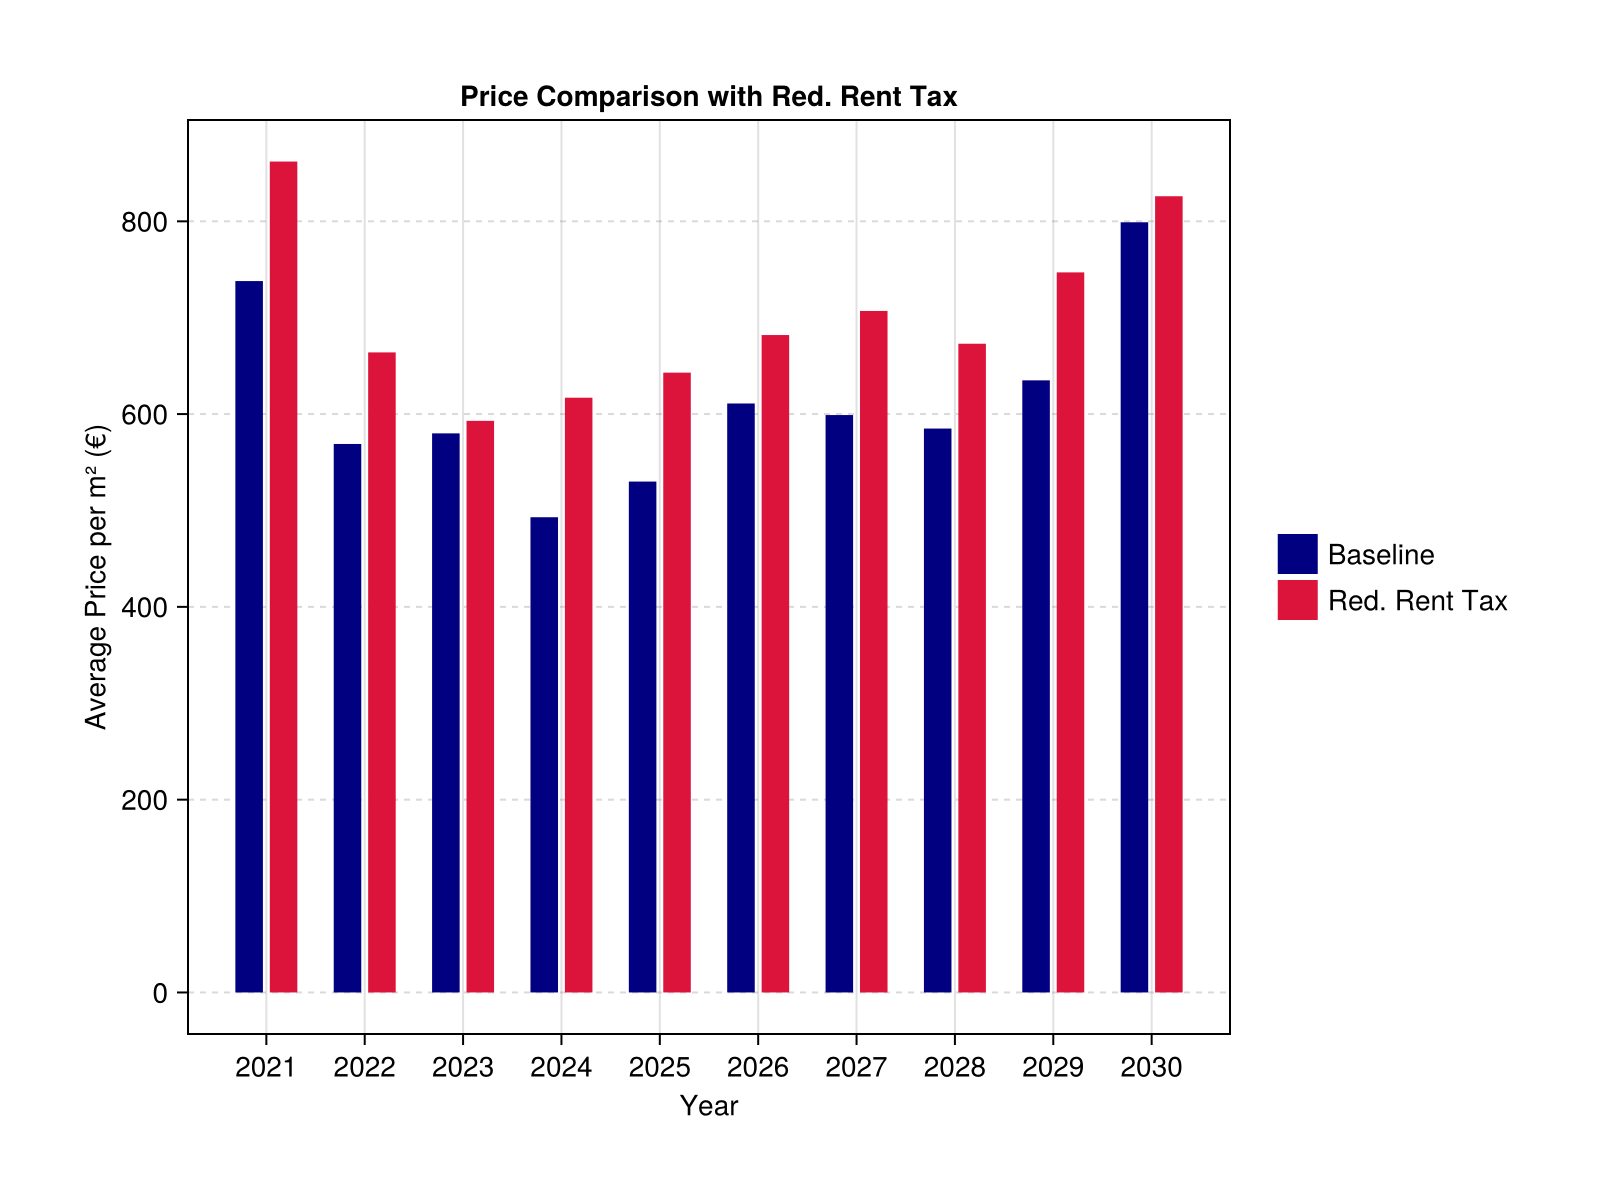 Price Comparison with Red. Rent Tax
Average Price per m² (€)
800
600
400
200
0
2021 2022 2023 2024 2025 2026 2027 2028 2029 2030
Year
Baseline
Red. Rent Tax